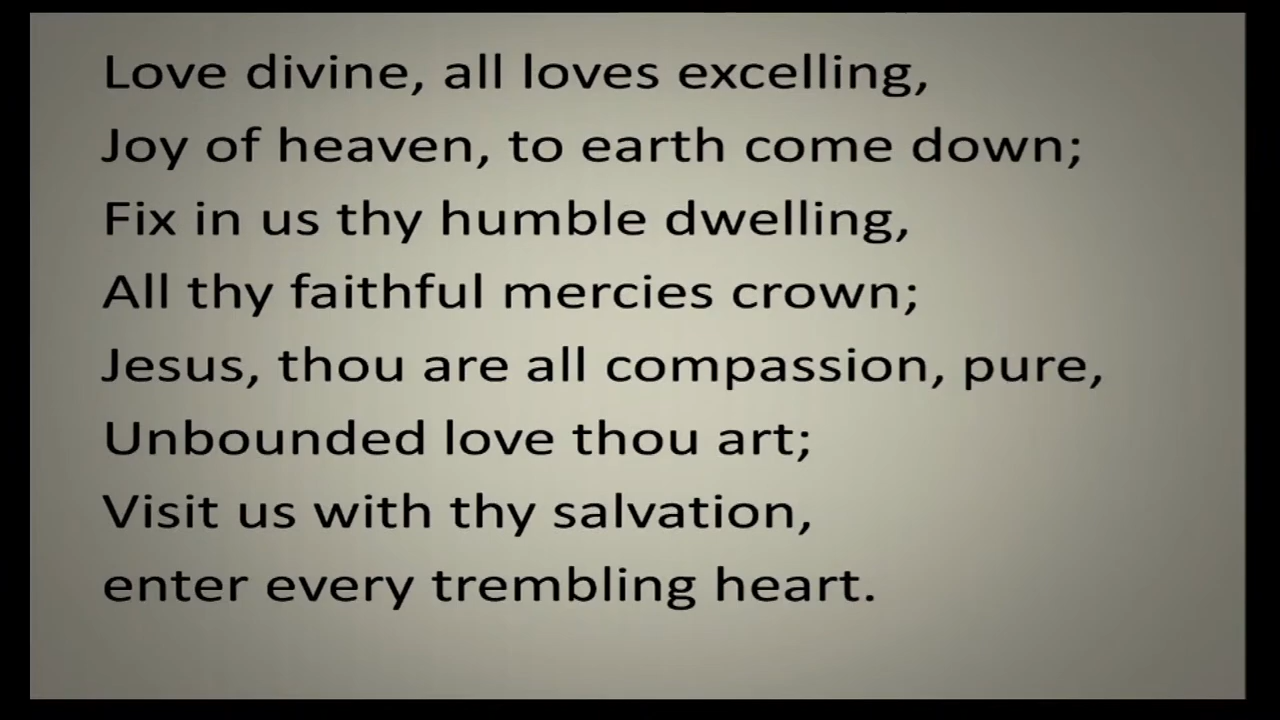 Love divine, all loves excelling,
Joy of heaven, to earth come down;
Fix in us thy humble dwelling,
All thy faithful mercies crown;
Jesus, thou are all compassion, pure,
Unbounded love thou art;
Visit us with thy salvation,
enter every trembling heart.